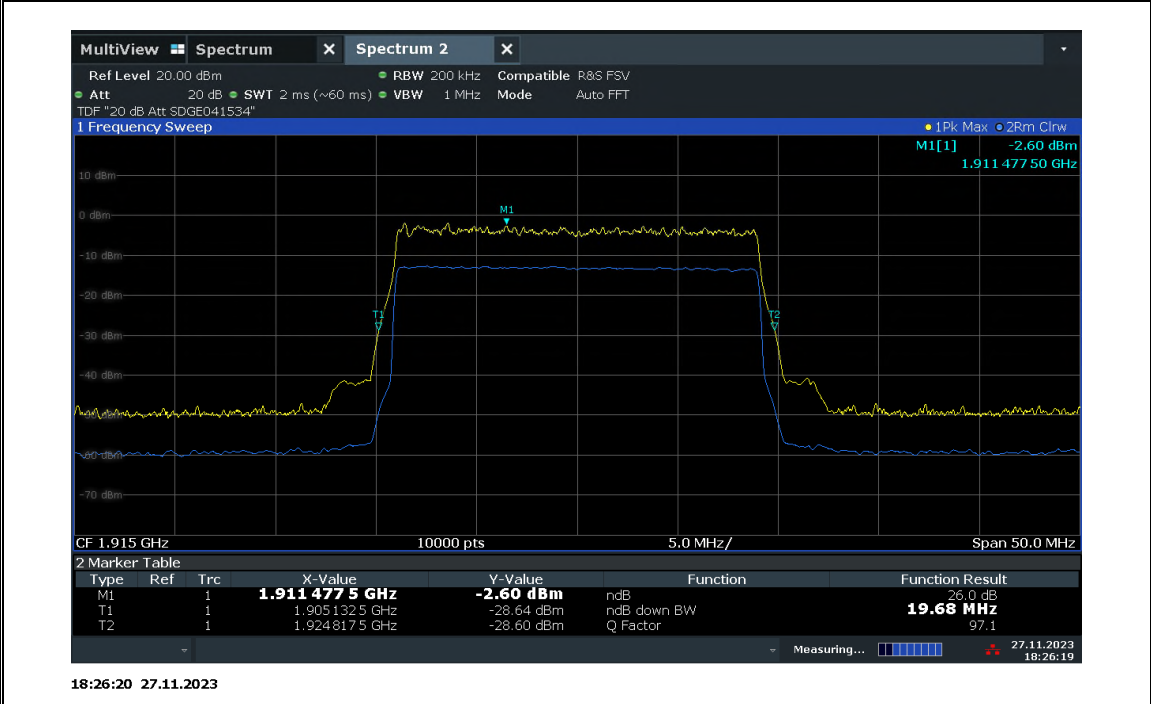 MultiView Spectrum X Spectrum 2 X
Ref Level 20.00 dBm RBW 200 kHz Compatible R&S FSV
Att 20 dB SWT 2 ms (~60 ms) VBW 1 MHz Mode Auto FFT
TDF "20 dB Att SDGE041534"
1 Frequency Sweep 1Pk Max 2Rm Clrw
M1[1] -2.60 dBm
1.911 477 50 GHz
10 dBm
M1
0 dBm
-10 dBm
-20 dBm
T1 T2
-30 dBm
-40 dBm
-50 dBm
-60 dBm
-70 dBm
CF 1.915 GHz 10000 pts 5.0 MHz/ Span 50.0 MHz
2 Marker Table
Type Ref Trc X-Value Y-Value Function Function Result
M1 1 1.911 477 5 GHz -2.60 dBm ndB 26.0 dB
T1 1 1.905 132 5 GHz -28.64 dBm ndB down BW 19.68 MHz
T2 1 1.924 817 5 GHz -28.60 dBm Q Factor 97.1
Measuring... 27.11.2023
18:26:19
18:26:20 27.11.2023